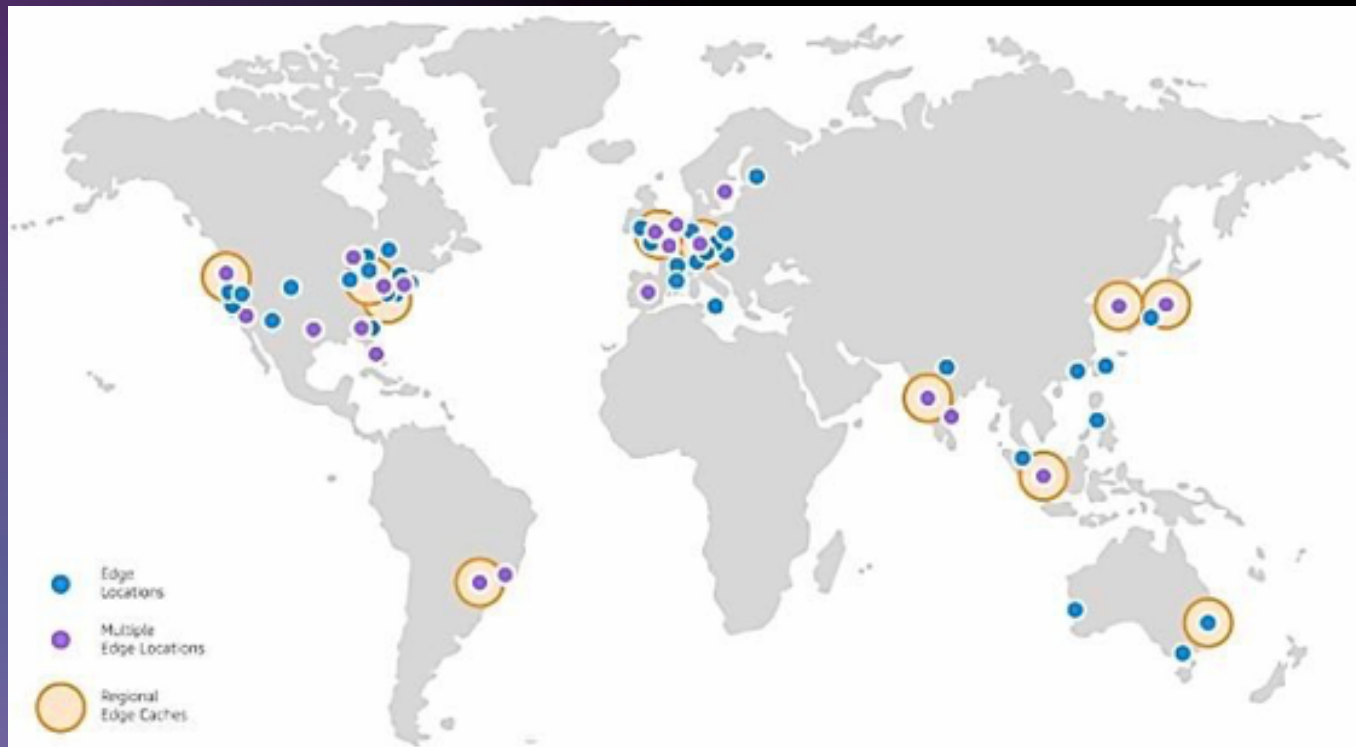 Edge
Locations
Multiple
Edge Locations
Regional
Edge Caches